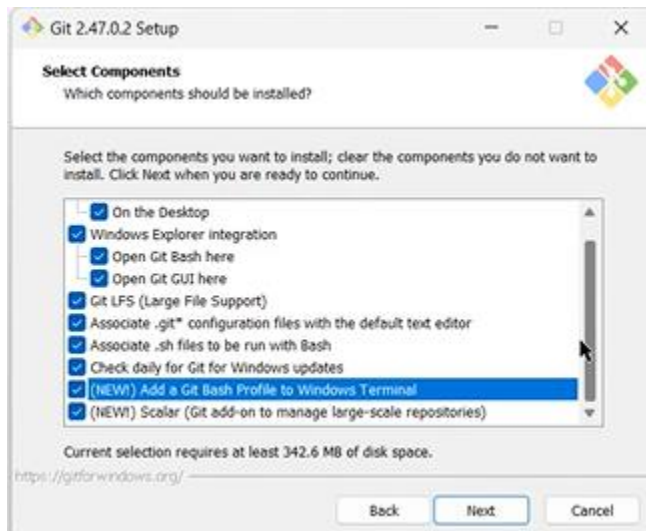 Git 2.47.0.2 Setup
Select Components
Which components should be installed?
Select the components you want to install; clear the components you do not want to
install. Click Next when you are ready to continue.
On the Desktop
Windows Explorer integration
Open Git Bash here
Open Git GUI here
Git LFS (Large File Support)
Associate .git* configuration files with the default text editor
Associate .sh files to be run with Bash
Check daily for Git for Windows updates
(NEW!) Add a Git Bash Profile to Windows Terminal
(NEW!) Scalar (Git add-on to manage large-scale repositories)
Current selection requires at least 342.6 MB of disk space.
https://gitforwindows.org/
Back Next Cancel